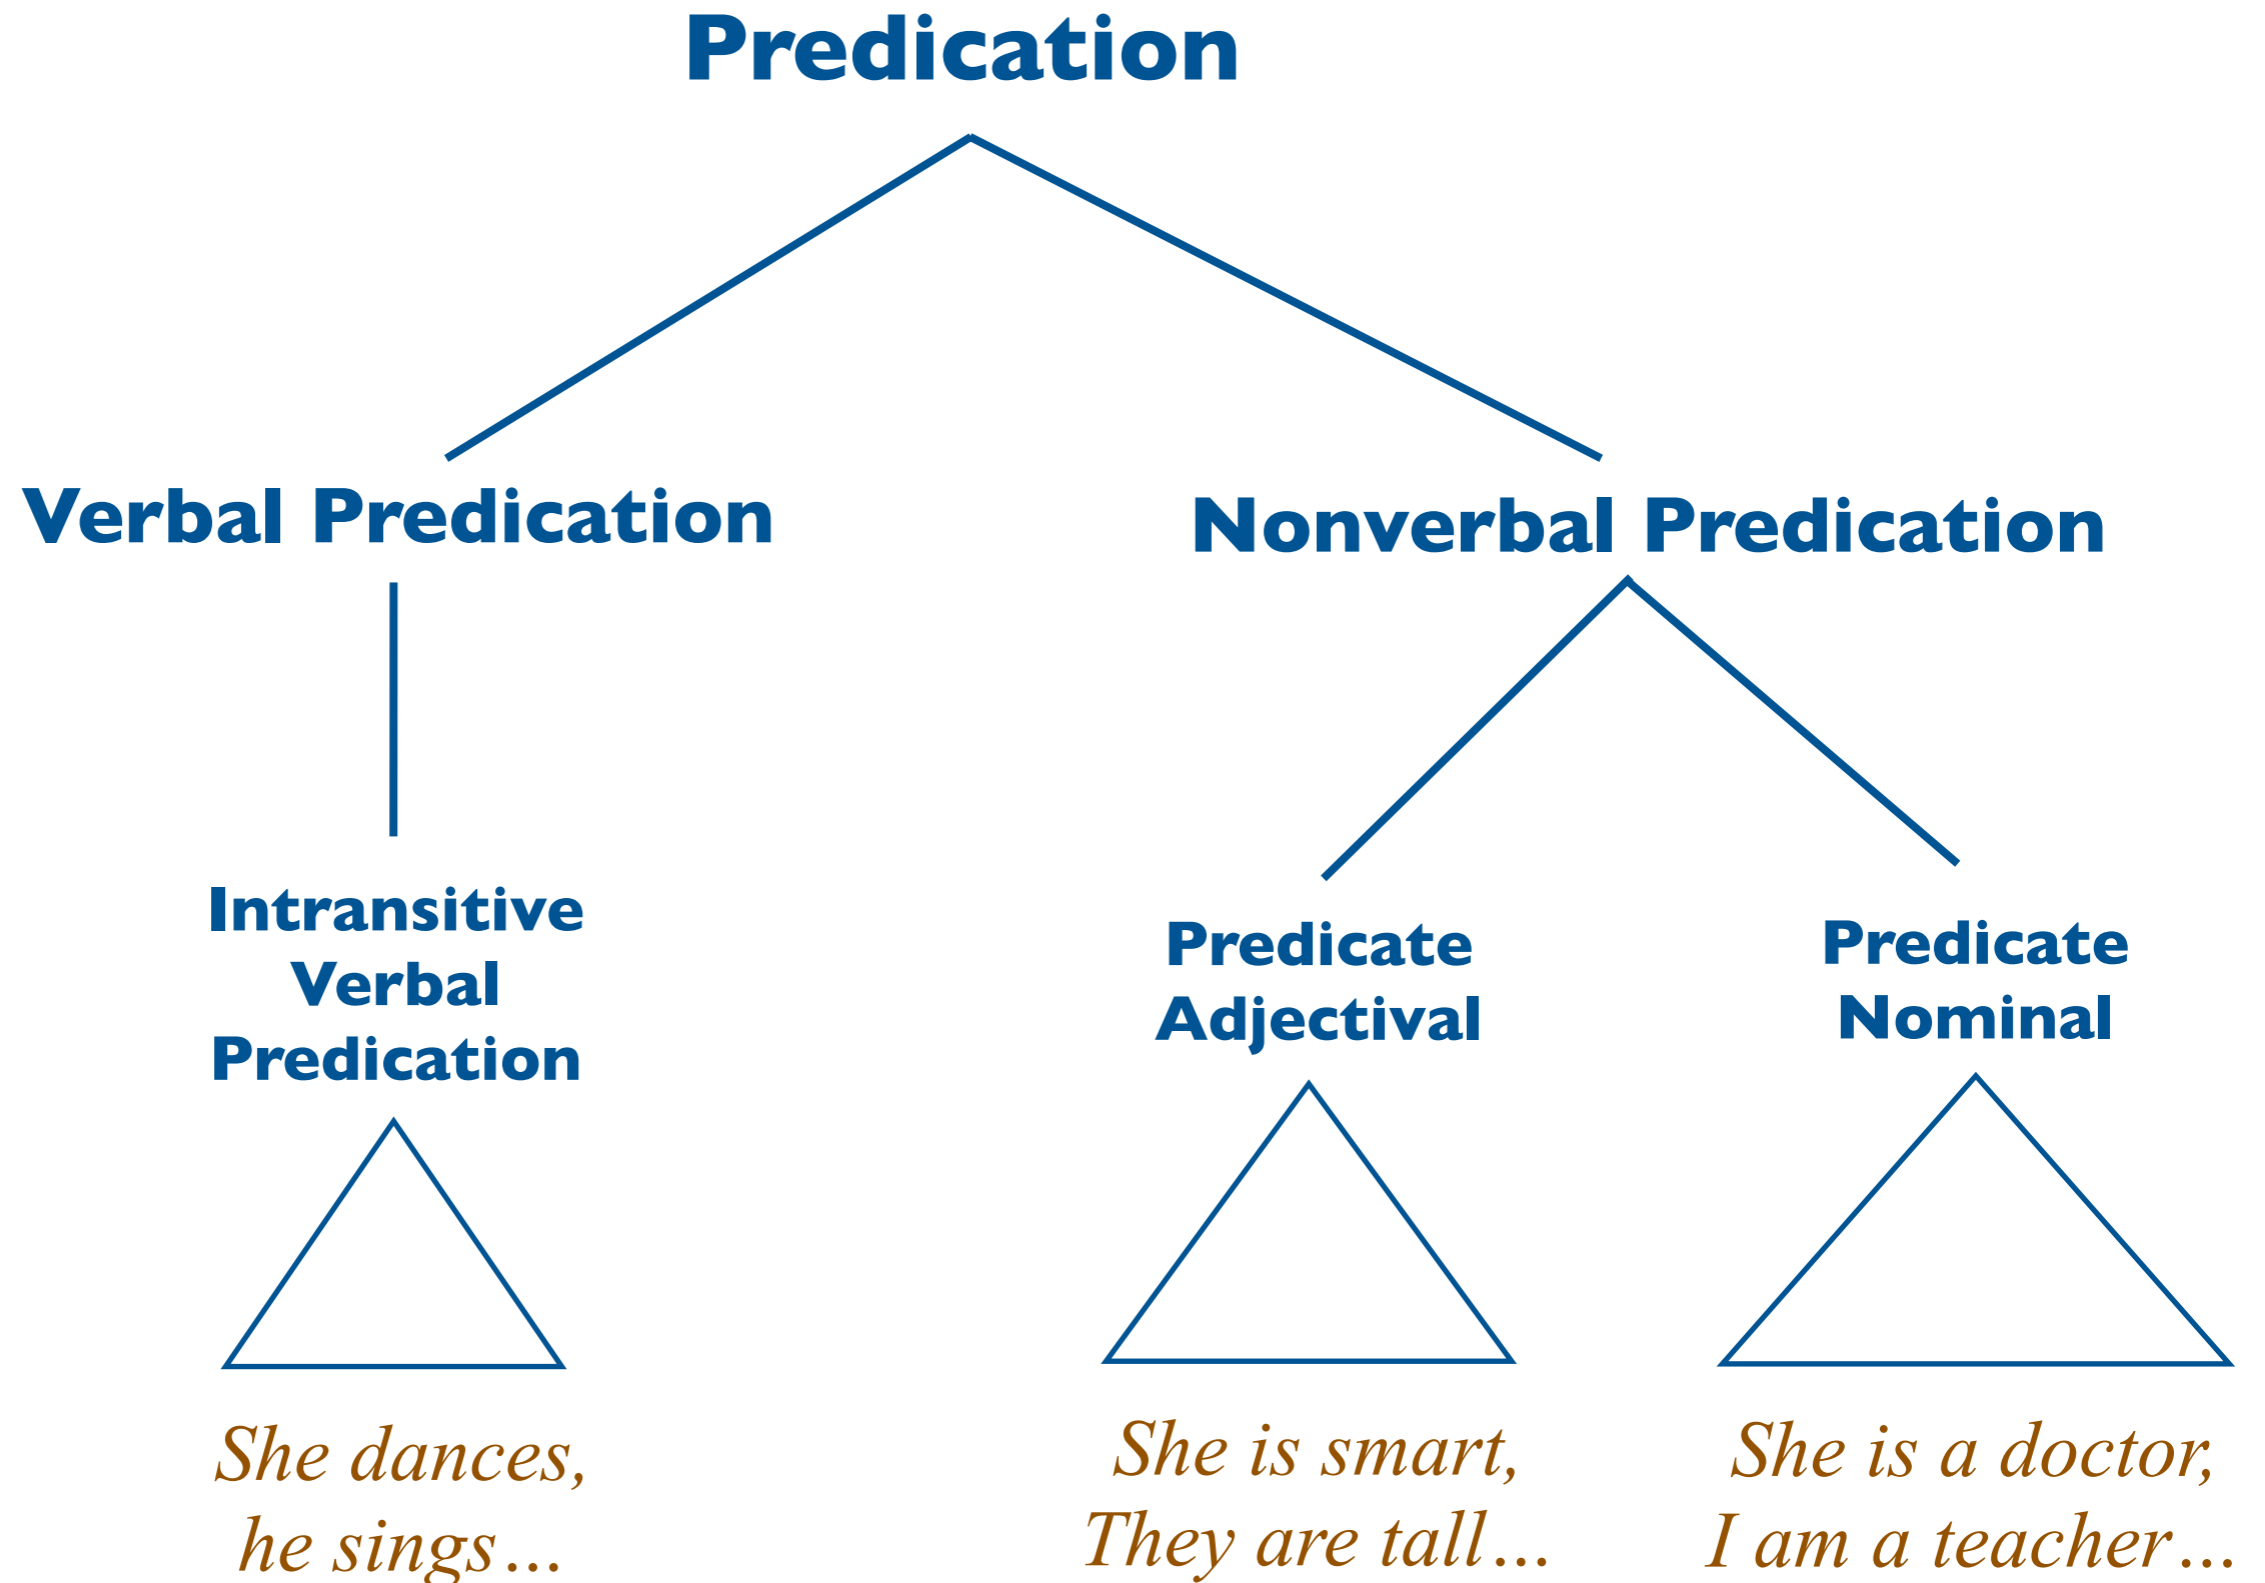 Predication
Verbal Predication
Nonverbal Predication
Intransitive
Verbal
Predication
Predicate
Adjectival
Predicate
Nominal
She dances,
he sings...
She is smart,
They are tall...
She is a doctor,
I am a teacher...